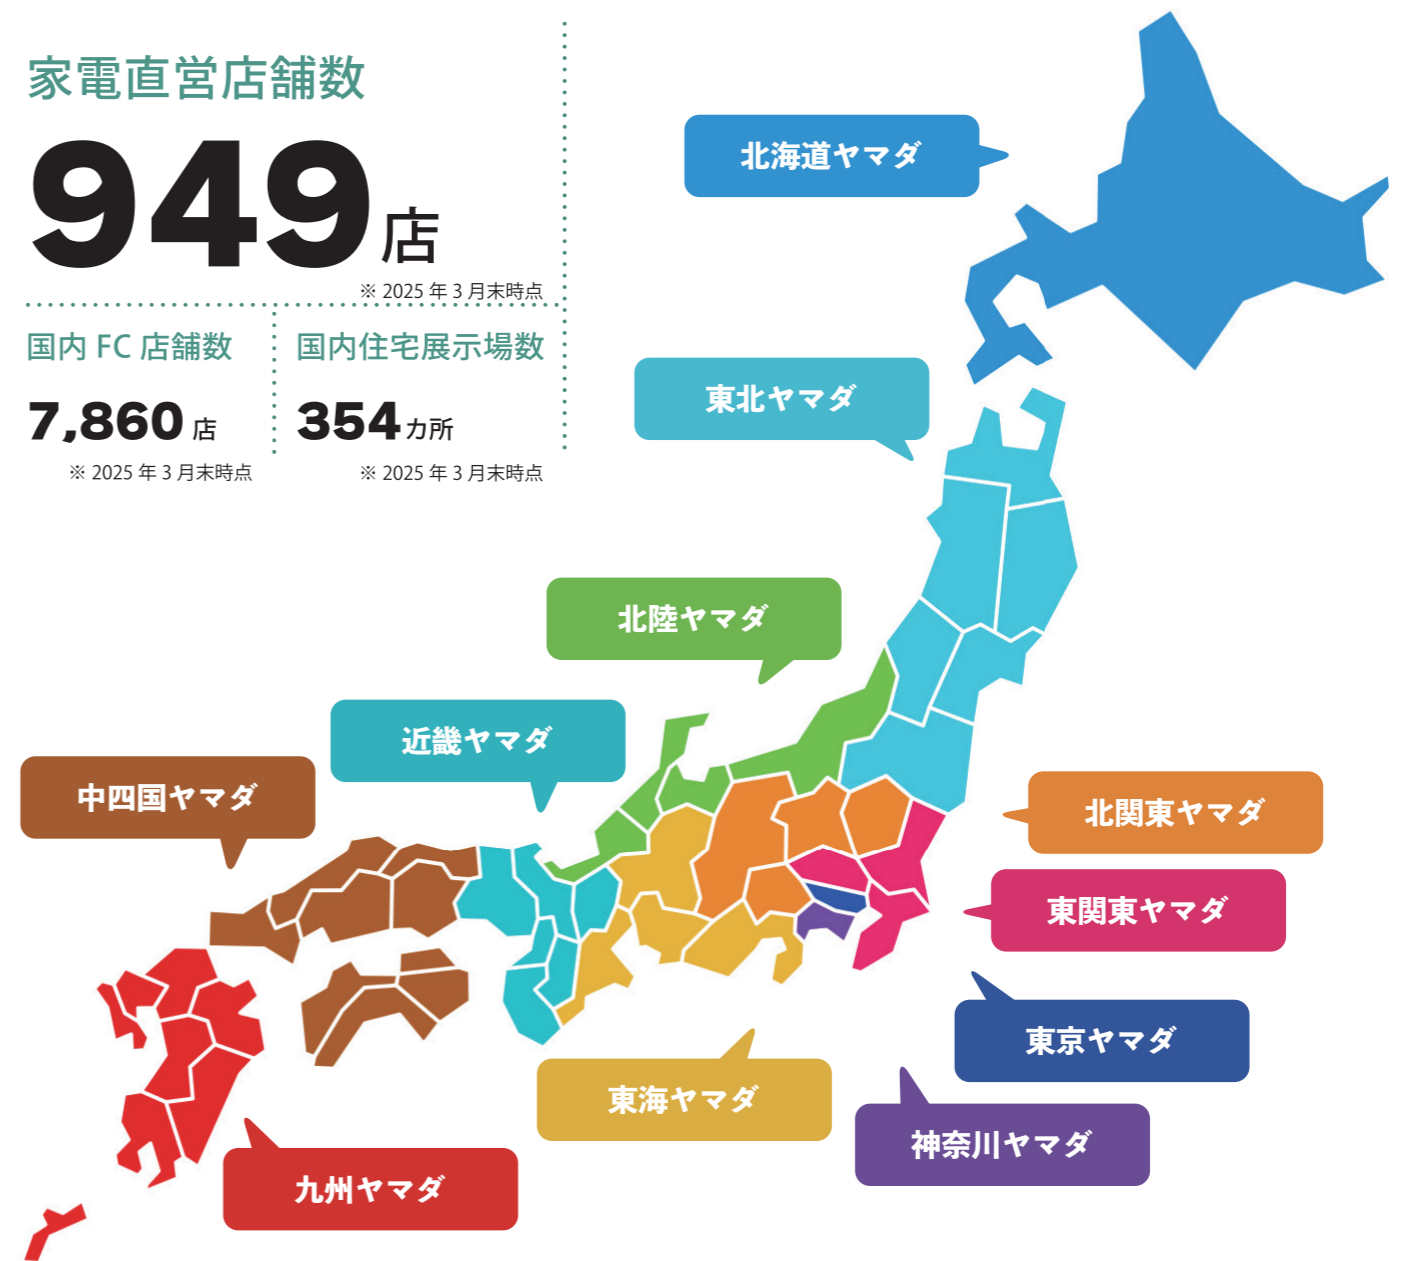 家電直営店舗数
949店
※ 2025 年 3 月末時点
国内 FC 店舗数
7,860 店
※ 2025 年 3 月末時点
国内住宅展示場数
354カ所
※ 2025 年 3 月末時点
北海道ヤマダ
東北ヤマダ
北陸ヤマダ
近畿ヤマダ
中四国ヤマダ
北関東ヤマダ
東関東ヤマダ
東京ヤマダ
東海ヤマダ
神奈川ヤマダ
九州ヤマダ